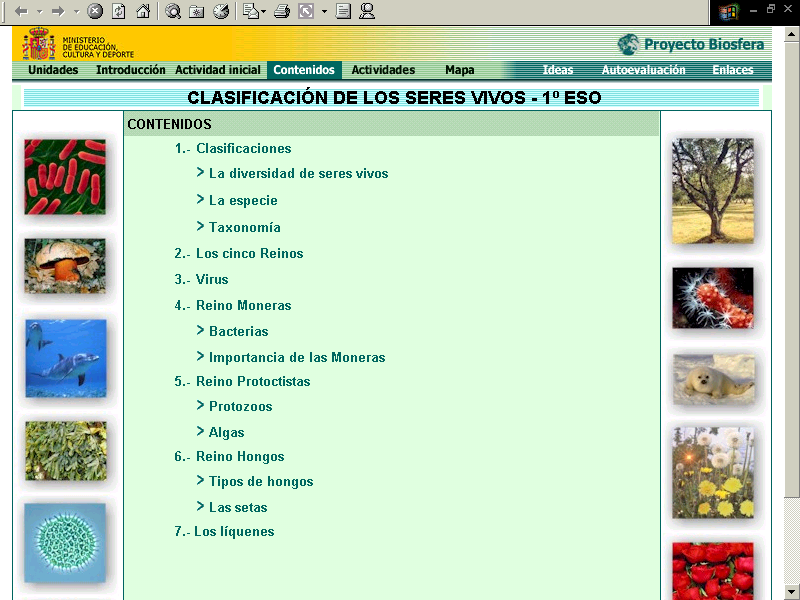 MINISTERIO
DE EDUCACIÓN,
CULTURA Y DEPORTE
Proyecto Biosfera
Unidades Introducción Actividad inicial Contenidos Actividades Mapa Ideas Autoevaluación Enlaces
CLASIFICACIÓN DE LOS SERES VIVOS - 1º ESO
CONTENIDOS
1.- Clasificaciones
> La diversidad de seres vivos
> La especie
> Taxonomía
2.- Los cinco Reinos
3.- Virus
4.- Reino Moneras
> Bacterias
> Importancia de las Moneras
5.- Reino Protoctistas
> Protozoos
> Algas
6.- Reino Hongos
> Tipos de hongos
> Las setas
7.- Los líquenes